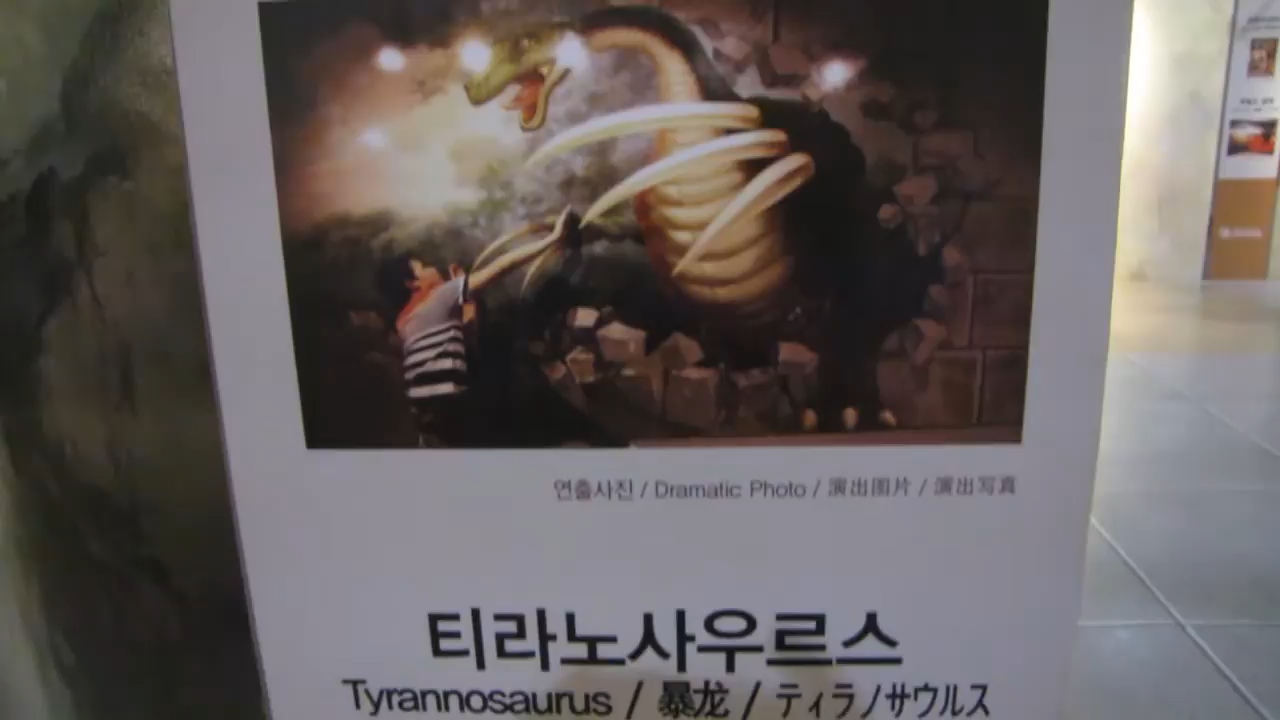 연출사진 / Dramatic Photo / 演出图片 / 演出写真
티라노사우르스
Tyrannosaurus / 暴龙 / ティラノサウルス